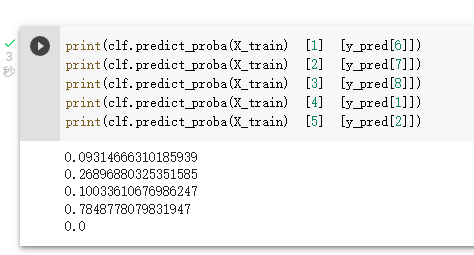 print(clf.predict_proba(X_train) [1] [y_pred[6]])
3 print(clf.predict_proba(X_train) [2] [y_pred[7]])
秒 print(clf.predict_proba(X_train) [3] [y_pred[8]])
print(clf.predict_proba(X_train) [4] [y_pred[1]])
print(clf.predict_proba(X_train) [5] [y_pred[2]])
0.09314666310185939
0.26896880325351585
0.10033610676986247
0.7848778079831947
0.0